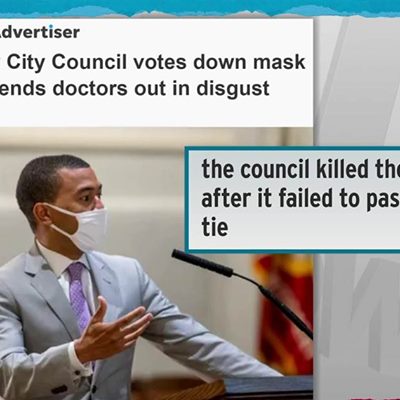 Advertiser
City Council votes down mask
ends doctors out in disgust
the council killed the
after it failed to pas
tie